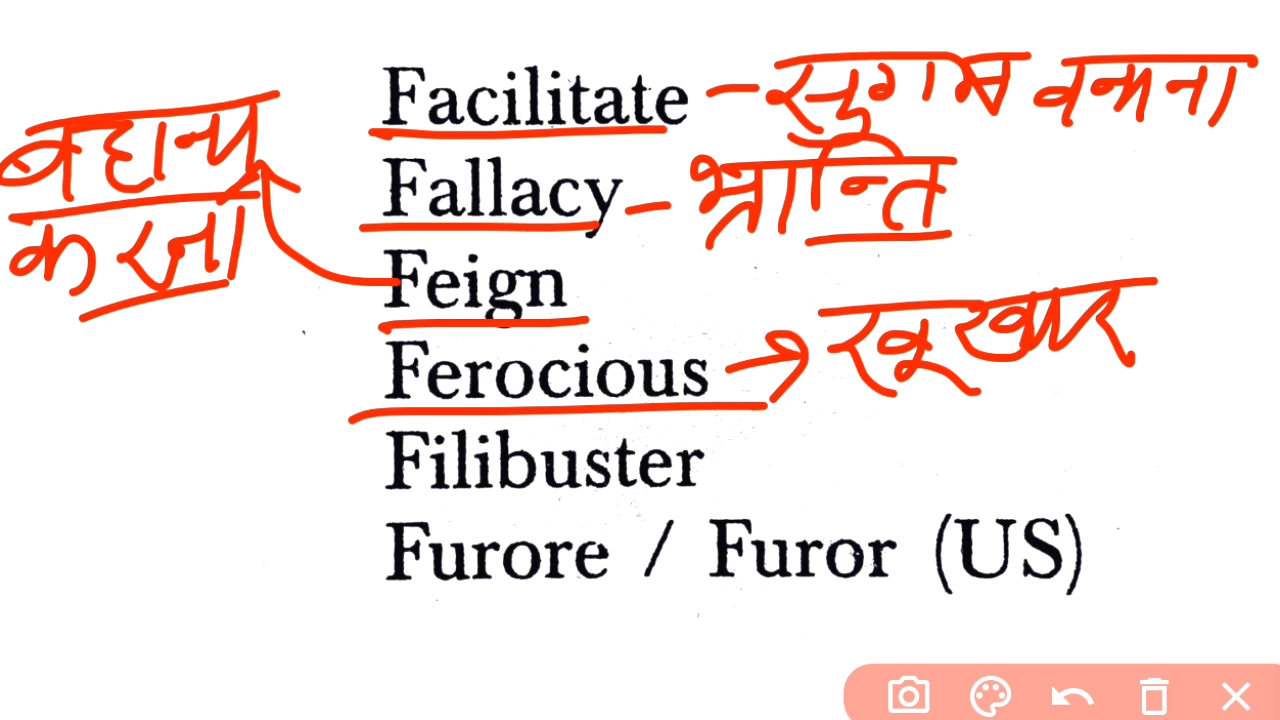 Facilitate - सुगम बनाना
Fallacy - भ्रान्ति
Feign
बहाना
करना
Ferocious → खूंखार
Filibuster
Furore / Furor (US)